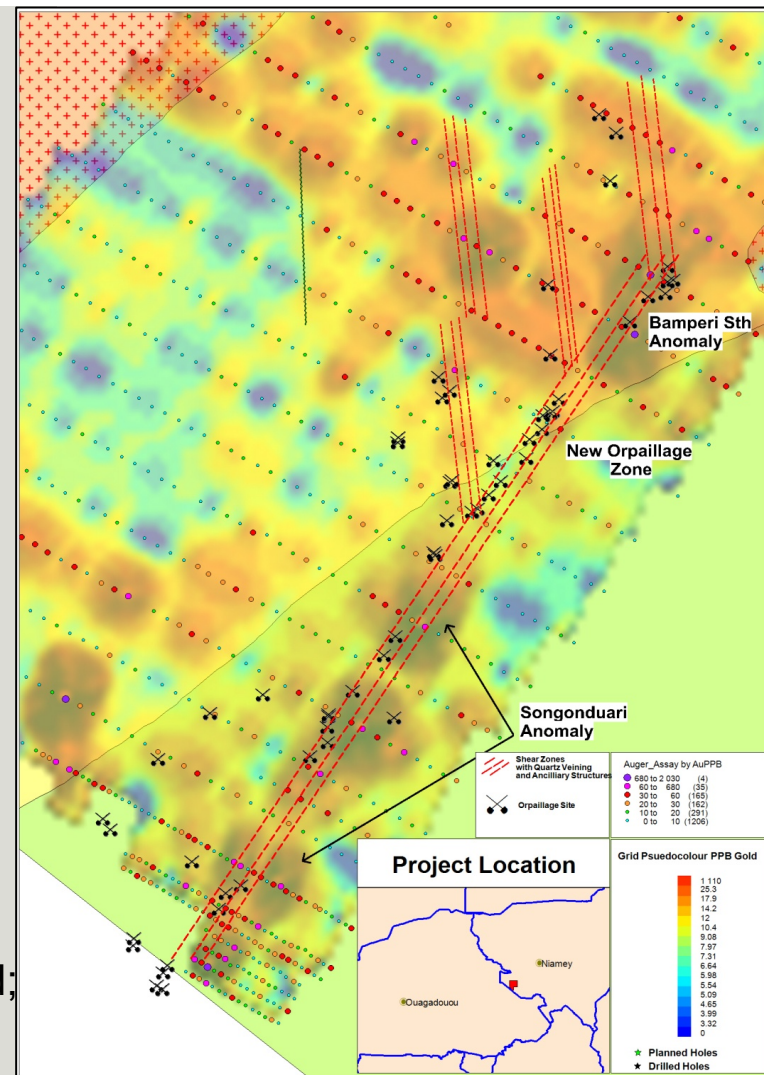 Bamperi Sth
Anomaly
New Orpaillage
Zone
Songonduari
Anomaly
l;
Shear Zones
with Quartz Veining
and Ancilliary Structures
Orpaillage Site
Auger_Assay by AuPPB
680 to 2 030 (4)
60 to 680 (35)
30 to 60 (165)
20 to 30 (162)
10 to 20 (291)
0 to 10 (1206)
Project Location
Niamey
Ouagadouou
Grid Psuedocolour PPB Gold
1 110
25.3
17.9
14.2
12
10.4
9.08
7.97
7.31
6.64
5.98
5.54
5.09
4.65
3.99
3.32
0
Planned Holes
Drilled Holes